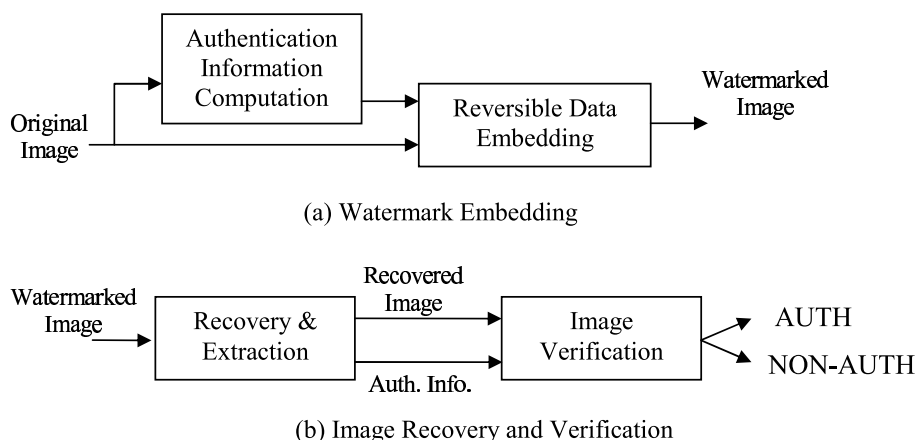 Authentication
Information
Computation
Original
Image
Reversible Data
Embedding
Watermarked
Image
(a) Watermark Embedding
Watermarked
Image
Recovery &
Extraction
Recovered
Image
Auth. Info.
Image
Verification
AUTH
NON-AUTH
(b) Image Recovery and Verification